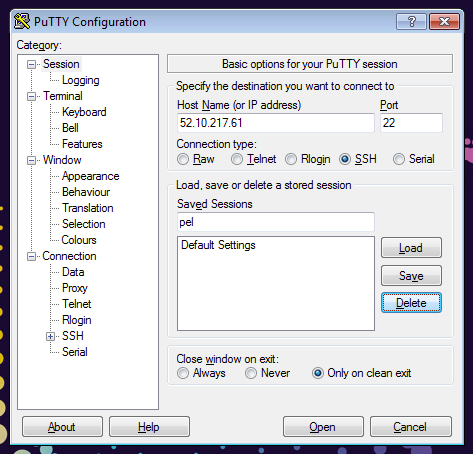 PuTTY Configuration
?
Category:
Session
Logging
Terminal
Keyboard
Bell
Features
Window
Appearance
Behaviour
Translation
Selection
Colours
Connection
Data
Proxy
Telnet
Rlogin
SSH
Serial
Basic options for your PuTTY session
Specify the destination you want to connect to
Host Name (or IP address) Port
52.10.217.61 22
Connection type:
Raw Telnet Rlogin SSH Serial
Load, save or delete a stored session
Saved Sessions
pel
Default Settings
Load
Save
Delete
Close window on exit:
Always Never Only on clean exit
About Help Open Cancel